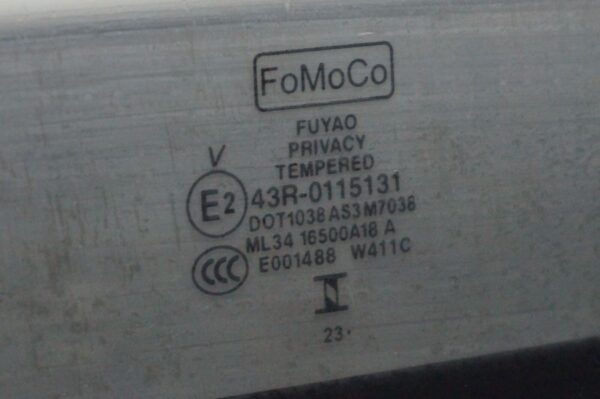 FoMoCo
FUYAO
PRIVACY
TEMPERED
V
E2 43R-0115131
DOT1038 AS3 M7038
ML34 16500A18 A
CCC E001488 W411C
23·